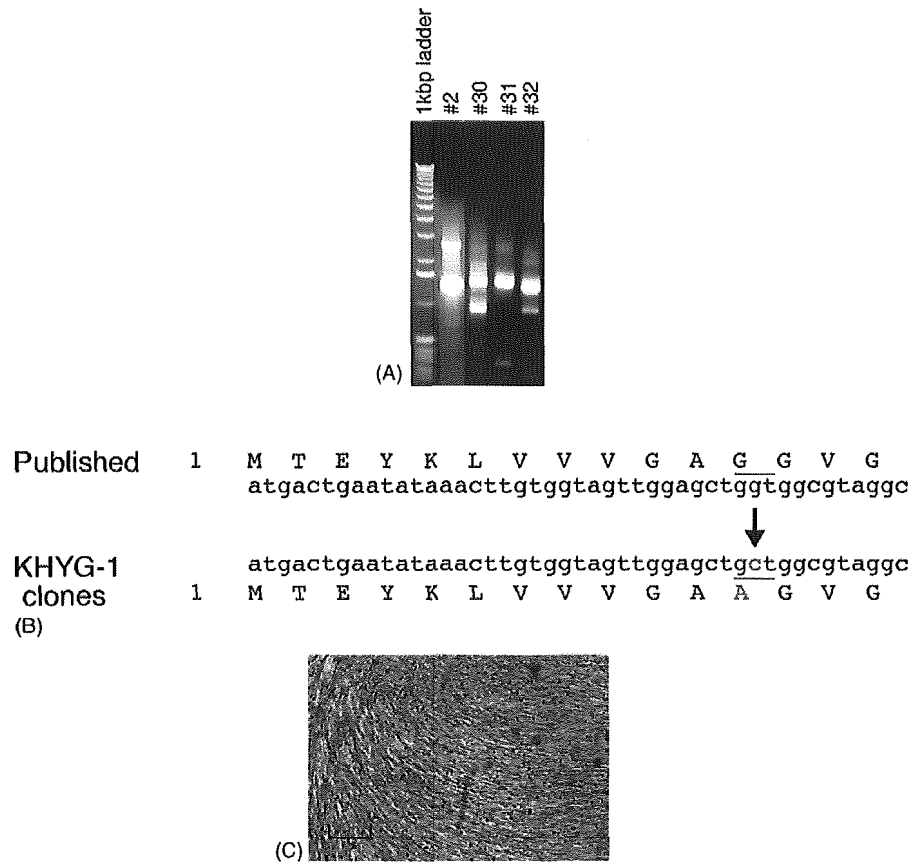 1kbp ladder
#2
#30
#31
#32
(A)
Published 1 M T E Y K L V V V G A G G V G
atgactgaatataaacttgtggtagttggagctggtggcgtaggc
KHYG-1 atgactgaatataaacttgtggtagttggagctgctggcgtaggc
clones 1 M T E Y K L V V V G A A G V G
(B)
(C)